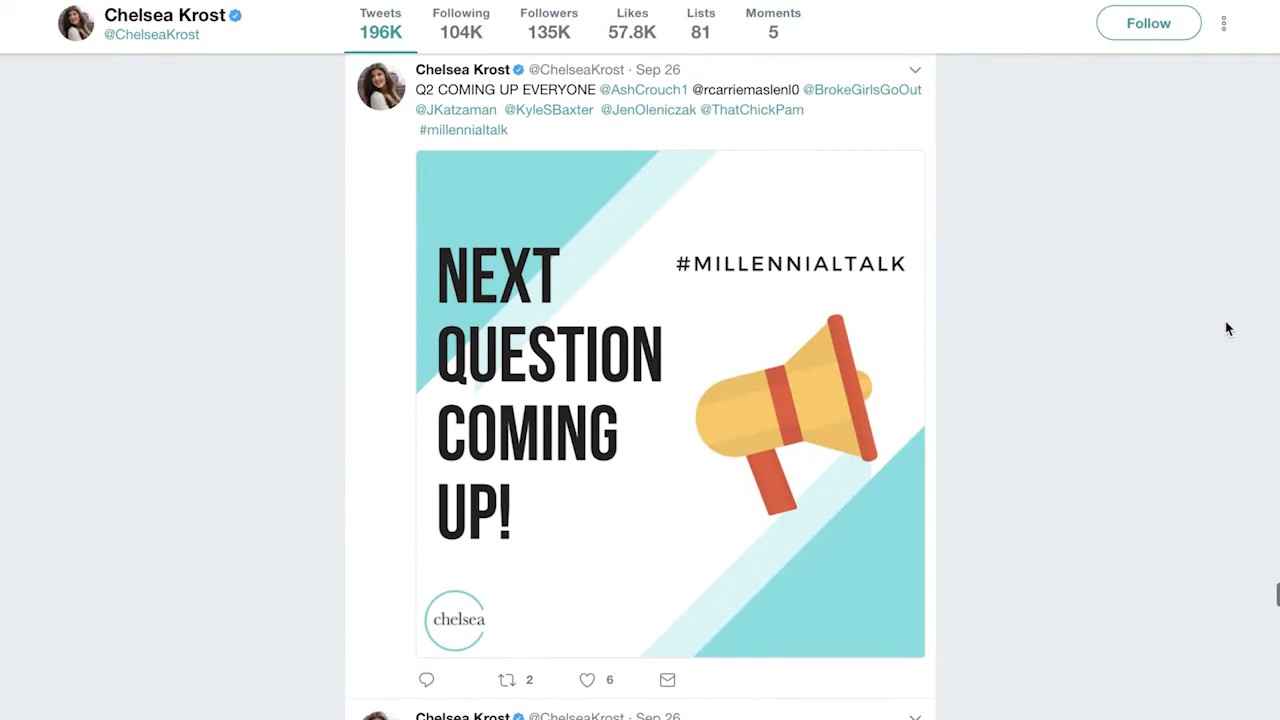 Chelsea Krost
@ChelseaKrost
Tweets Following Followers Likes Lists Moments
196K 104K 135K 57.8K 81 5
Follow
Chelsea Krost @ChelseaKrost · Sep 26
Q2 COMING UP EVERYONE @AshCrouch1 @rcarriemaslenl0 @BrokeGirlsGoOut
@JKatzaman @KyleSBaxter @JenOleniczak @ThatChickPam
#millennialtalk
NEXT
QUESTION
COMING
UP!
#MILLENNIALTALK
chelsea
2 6
Chelsea Krost @ChelseaKrost · Sep 26